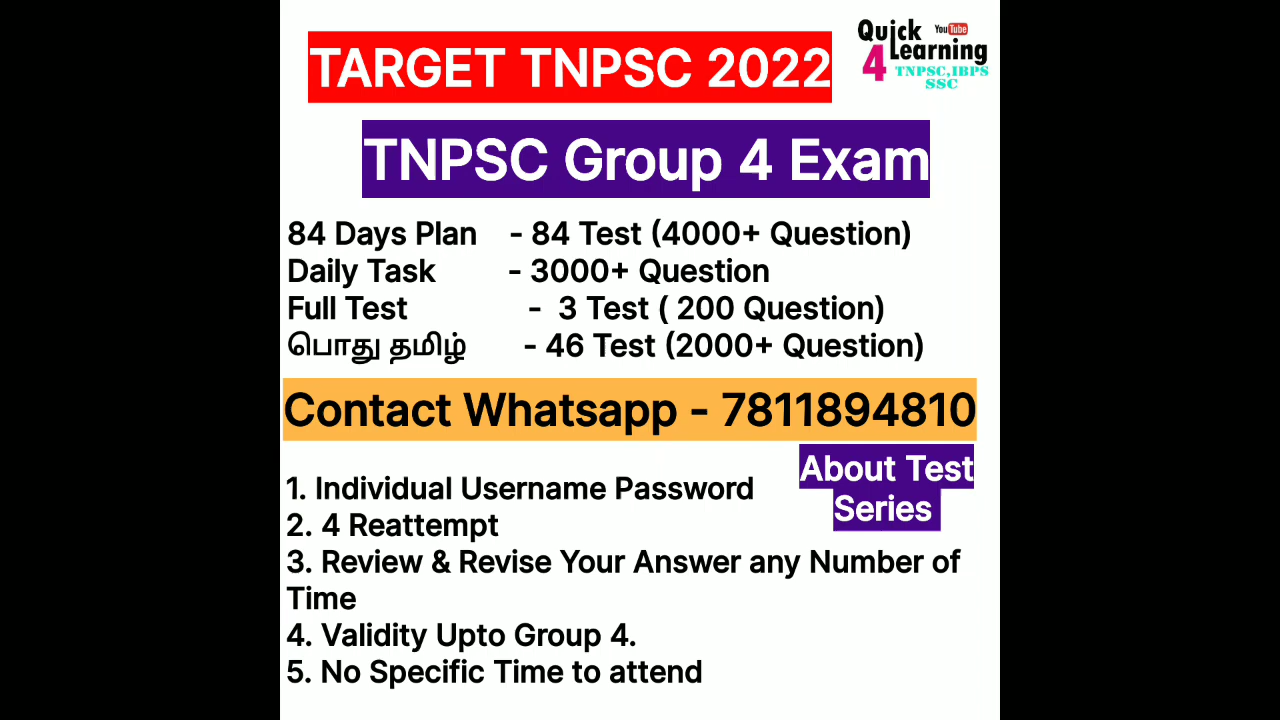 TARGET TNPSC 2022
Quick YouTube
4 Learning
TNPSC,IBPS
SSC
TNPSC Group 4 Exam
84 Days Plan - 84 Test (4000+ Question)
Daily Task - 3000+ Question
Full Test - 3 Test ( 200 Question)
பொது தமிழ் - 46 Test (2000+ Question)
Contact Whatsapp - 7811894810
About Test
Series
1. Individual Username Password
2. 4 Reattempt
3. Review & Revise Your Answer any Number of
Time
4. Validity Upto Group 4.
5. No Specific Time to attend